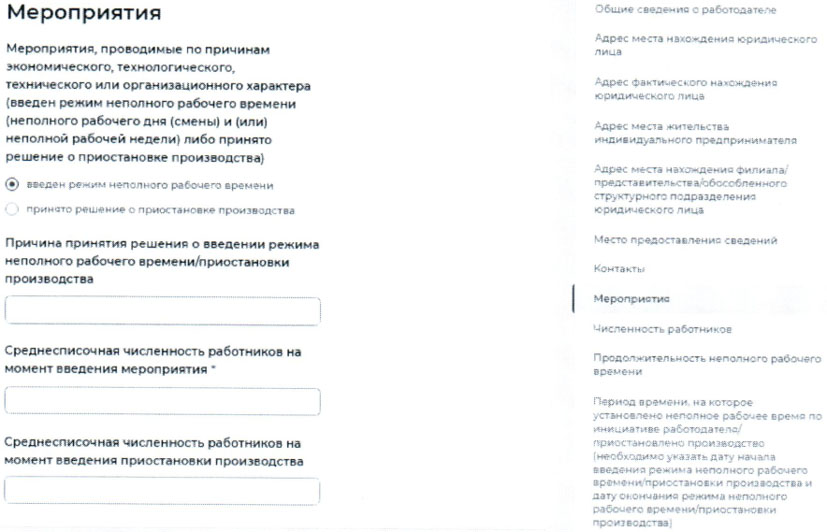 Мероприятия
Мероприятия, проводимые по причинам
экономического, технологического,
технического или организационного характера
(введен режим неполного рабочего времени
(неполного рабочего дня (смены) и (или)
неполной рабочей недели) либо принято
решение о приостановке производства)
введен режим неполного рабочего времени
принято решение о приостановке производства
Причина принятия решения о введении режима
неполного рабочего времени/приостановки
производства
Среднесписочная численность работников на
момент введения мероприятия *
Среднесписочная численность работников на
момент введения приостановки производства
Общие сведения о работодателе
Адрес места нахождения юридического
лица
Адрес фактического нахождения
юридического лица
Адрес места жительства
индивидуального предпринимателя
Адрес места нахождения филиала/
представительства/обособленного
структурного подразделения
юридического лица
Место предоставления сведений
Контакты
Мероприятия
Численность работников
Продолжительность неполного рабочего
времени
Период времени, на которое
установлено неполное рабочее время по
инициативе работодателя/
приостановлено производство
(необходимо указать дату начала
введения режима неполного рабочего
времени/приостановки производства и
дату окончания режима неполного
рабочего времени/приостановки
производства)